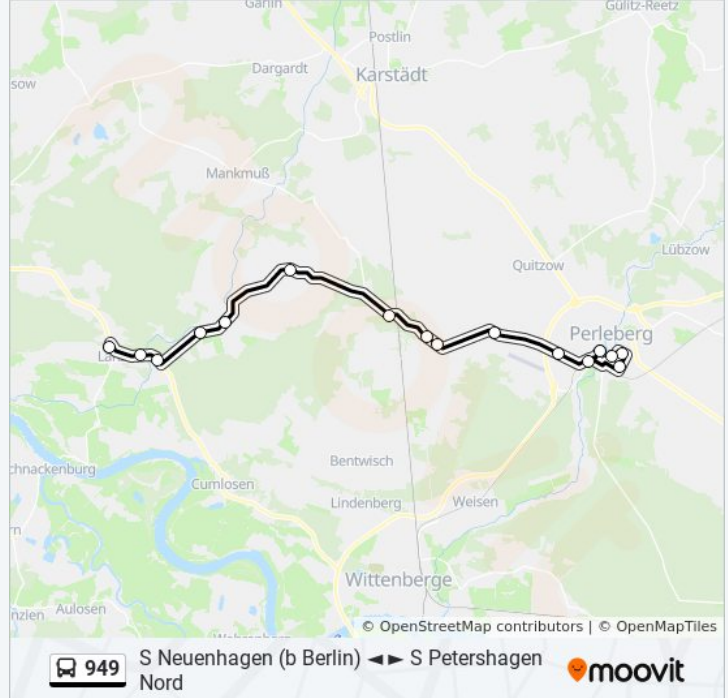 Garlin
Gülitz-Reetz
Postlin
Dargardt
Karstädt
Mankmuß
Lübzow
Quitzow
Perleberg
Bentwisch
chnackenburg
Cumlosen
Lindenberg
Weisen
Wittenberge
Aulosen
© OpenStreetMap contributors | © OpenMapTiles
949
S Neuenhagen (b Berlin) ◄► S Petershagen
Nord
moovit